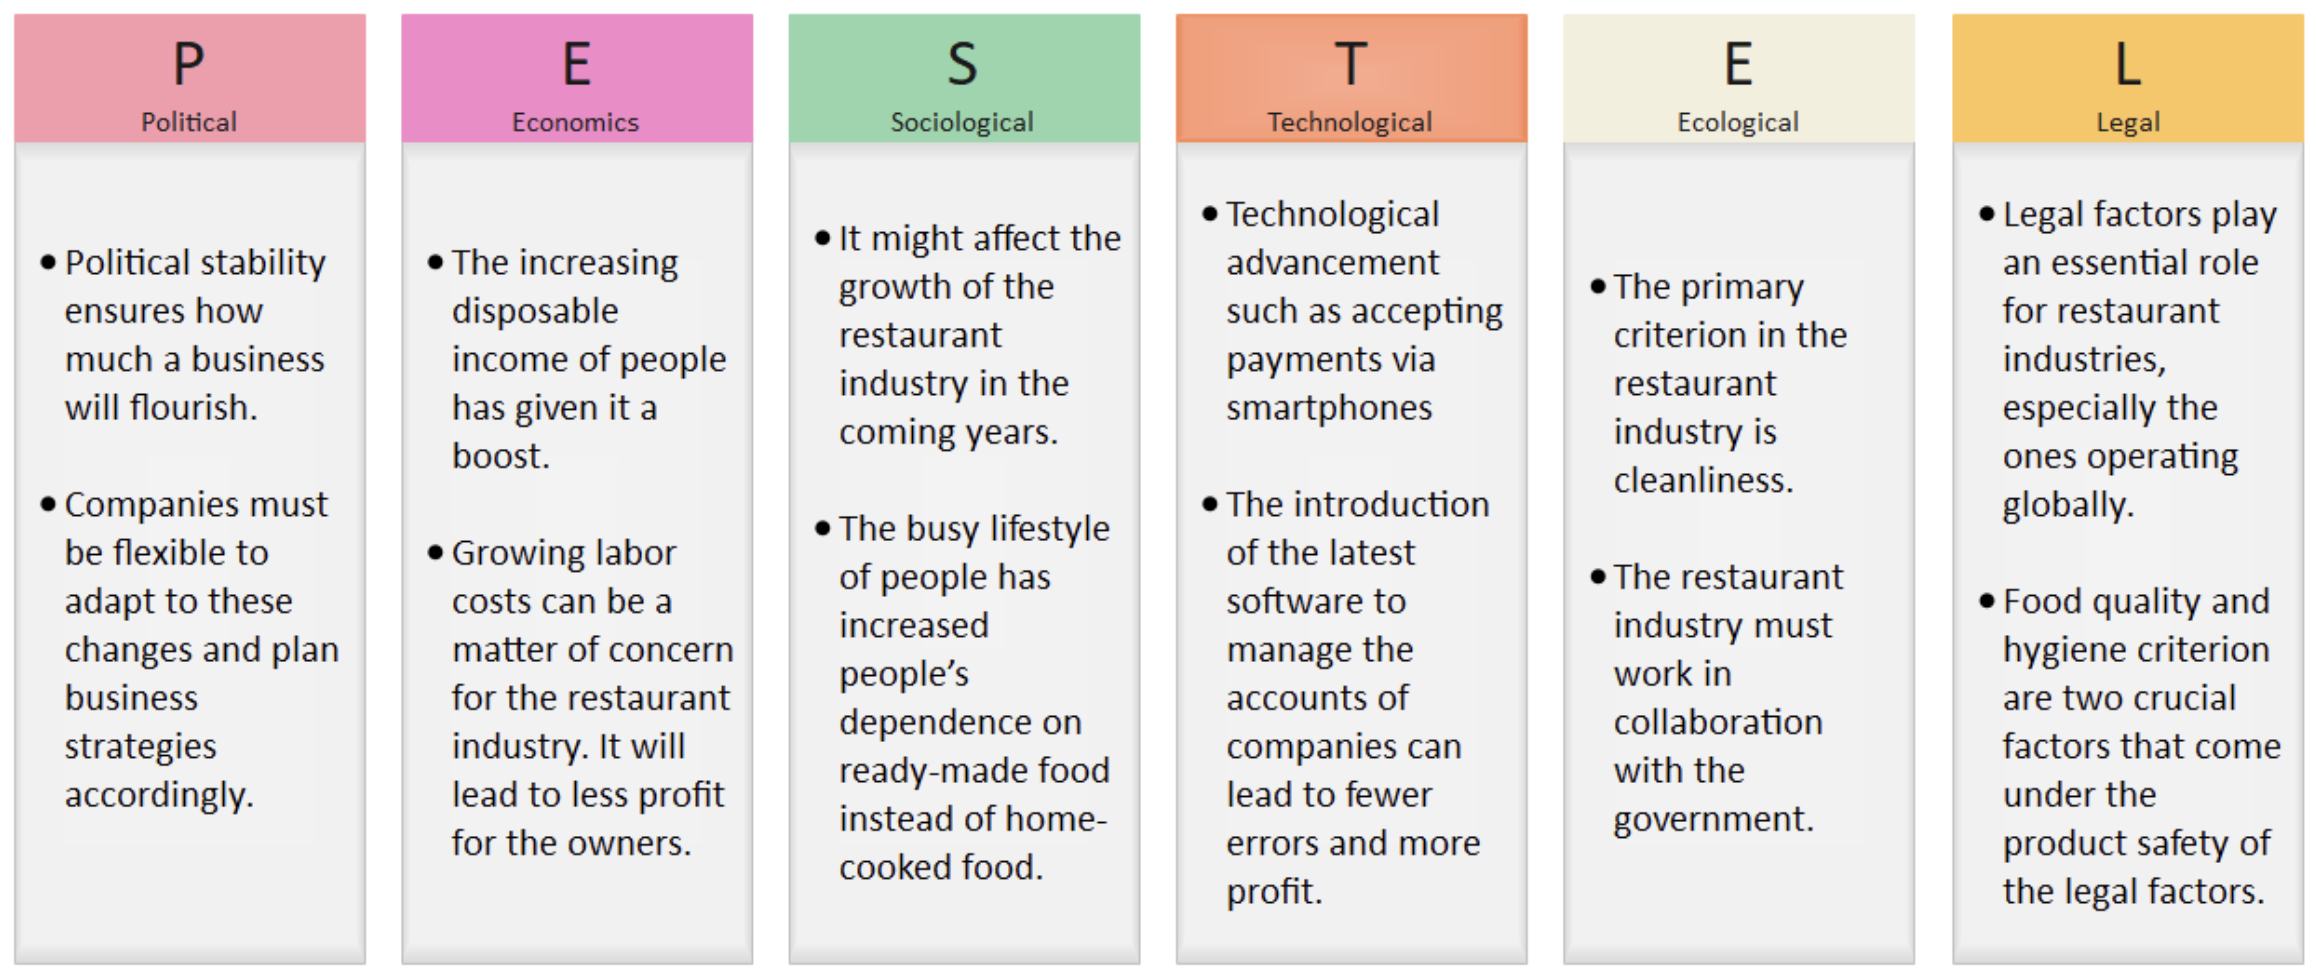 P
Political
• Political stability
ensures how
much a business
will flourish.
• Companies must
be flexible to
adapt to these
changes and plan
business
strategies
accordingly.
E
Economics
• The increasing
disposable
income of people
has given it a
boost.
• Growing labor
costs can be a
matter of concern
for the restaurant
industry. It will
lead to less profit
for the owners.
S
Sociological
• It might affect the
growth of the
restaurant
industry in the
coming years.
• The busy lifestyle
of people has
increased
people’s
dependence on
ready-made food
instead of home-
cooked food.
T
Technological
• Technological
advancement
such as accepting
payments via
smartphones
• The introduction
of the latest
software to
manage the
accounts of
companies can
lead to fewer
errors and more
profit.
E
Ecological
• The primary
criterion in the
restaurant
industry is
cleanliness.
• The restaurant
industry must
work in
collaboration
with the
government.
L
Legal
• Legal factors play
an essential role
for restaurant
industries,
especially the
ones operating
globally.
• Food quality and
hygiene criterion
are two crucial
factors that come
under the
product safety of
the legal factors.